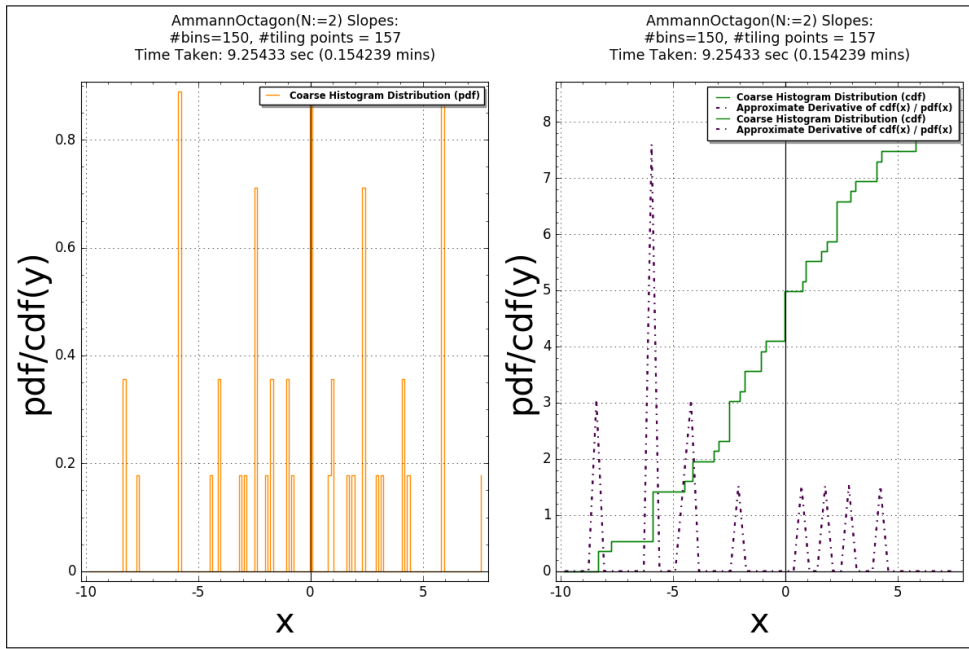 AmmannOctagon(N:=2) Slopes:
#bins=150, #tiling points = 157
Time Taken: 9.25433 sec (0.154239 mins)
Coarse Histogram Distribution (pdf)
pdf/cdf(y)
0.8
0.6
0.4
0.2
0
-10
-5
0
5
x
AmmannOctagon(N:=2) Slopes:
#bins=150, #tiling points = 157
Time Taken: 9.25433 sec (0.154239 mins)
Coarse Histogram Distribution (cdf)
Approximate Derivative of cdf(x) / pdf(x)
Coarse Histogram Distribution (cdf)
Approximate Derivative of cdf(x) / pdf(x)
pdf/cdf(y)
8
7
6
5
4
3
2
1
0
-10
-5
0
5
x